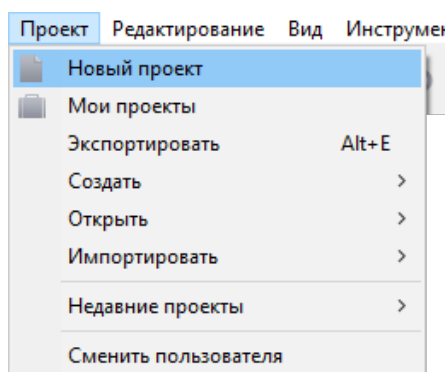 Проект Редактирование Вид
Новый проект
Мои проекты
Экспортировать Alt+E
Создать
Открыть
Импортировать
Недавние проекты
Сменить пользователя